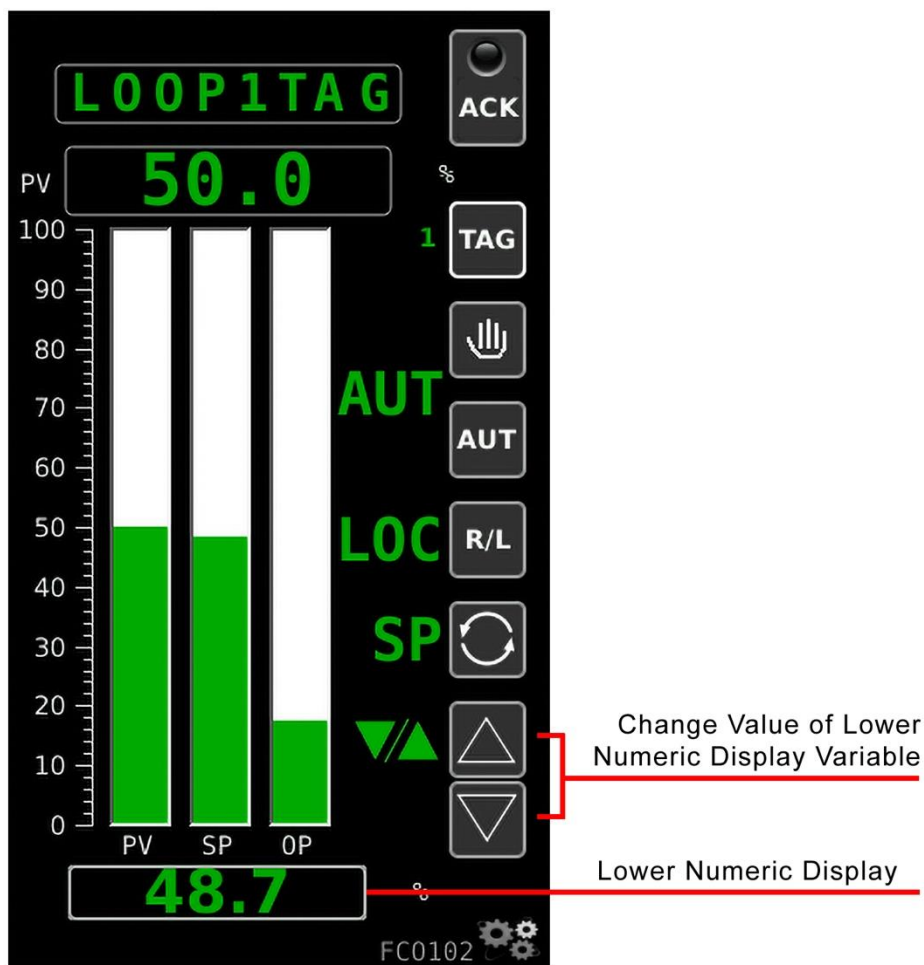 LOOP1TAG
ACK
PV 50.0 %
100
1 TAG
90
80
AUT
70
AUT
60
50
LOC R/L
40
30
SP
20
10
0
PV SP OP
48.7 %
FCO102
Change Value of Lower
Numeric Display Variable
Lower Numeric Display